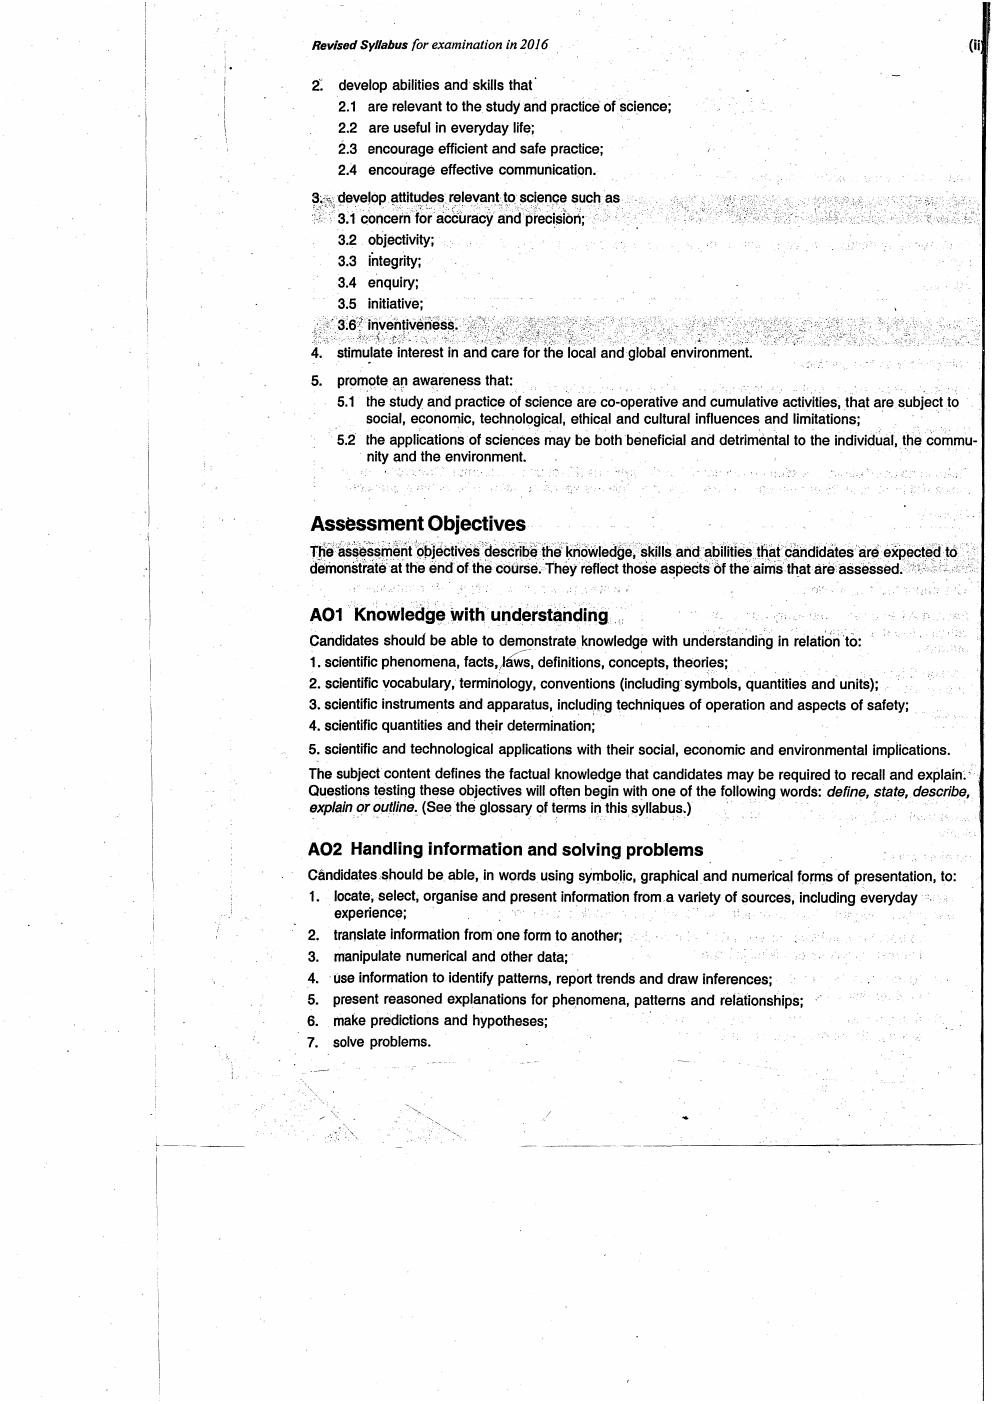 Revised Syllabus for examination in 2016 (ii)
2. develop abilities and skills that
2.1 are relevant to the study and practice of science;
2.2 are useful in everyday life;
2.3 encourage efficient and safe practice;
2.4 encourage effective communication.
3. develop attitudes relevant to science such as
3.1 concern for accuracy and precision;
3.2 objectivity;
3.3 integrity;
3.4 enquiry;
3.5 initiative;
3.6 inventiveness.
4. stimulate interest in and care for the local and global environment.
5. promote an awareness that:
5.1 the study and practice of science are co-operative and cumulative activities, that are subject to
social, economic, technological, ethical and cultural influences and limitations;
5.2 the applications of sciences may be both beneficial and detrimental to the individual, the commu-
nity and the environment.
Assessment Objectives
The assessment objectives describe the knowledge, skills and abilities that candidates are expected to
demonstrate at the end of the course. They reflect those aspects of the aims that are assessed.
AO1 Knowledge with understanding
Candidates should be able to demonstrate knowledge with understanding in relation to:
1. scientific phenomena, facts, laws, definitions, concepts, theories;
2. scientific vocabulary, terminology, conventions (including symbols, quantities and units);
3. scientific instruments and apparatus, including techniques of operation and aspects of safety;
4. scientific quantities and their determination;
5. scientific and technological applications with their social, economic and environmental implications.
The subject content defines the factual knowledge that candidates may be required to recall and explain.
Questions testing these objectives will often begin with one of the following words: define, state, describe,
explain or outline. (See the glossary of terms in this syllabus.)
AO2 Handling information and solving problems
Candidates should be able, in words using symbolic, graphical and numerical forms of presentation, to:
1. locate, select, organise and present information from a variety of sources, including everyday
experience;
2. translate information from one form to another;
3. manipulate numerical and other data;
4. use information to identify patterns, report trends and draw inferences;
5. present reasoned explanations for phenomena, patterns and relationships;
6. make predictions and hypotheses;
7. solve problems.